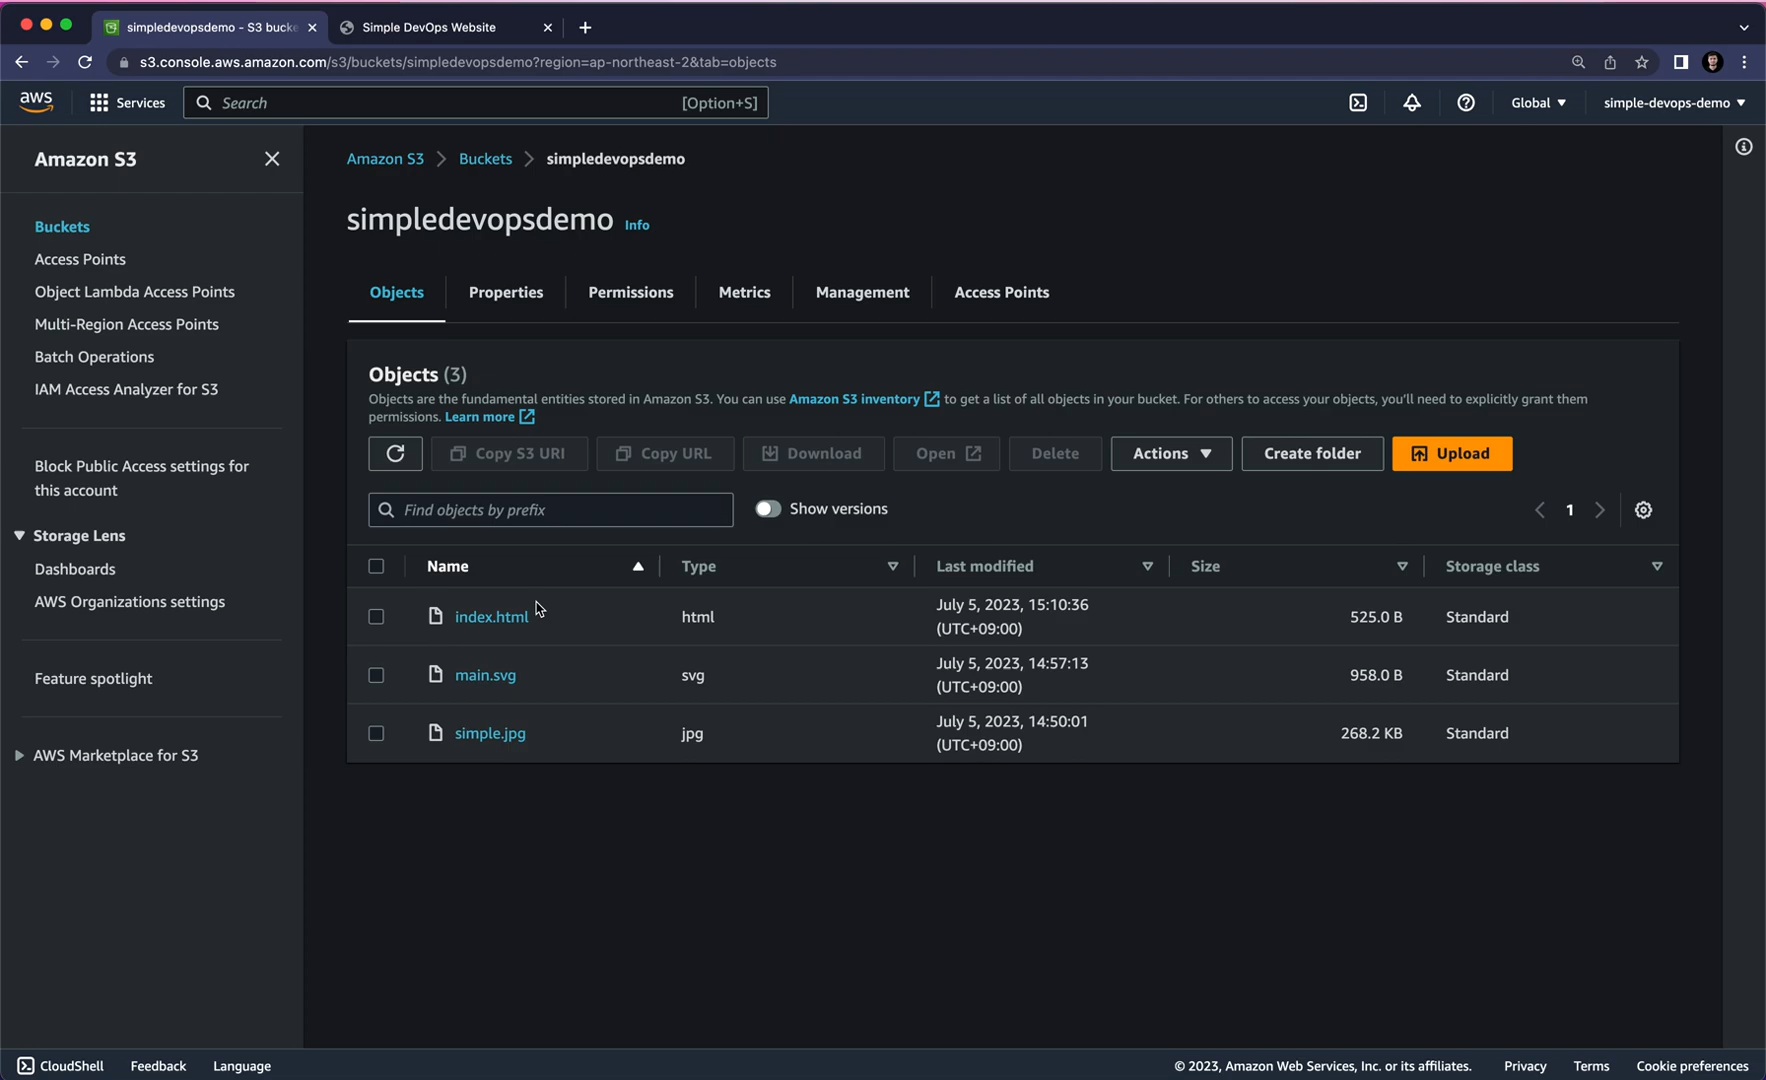 simpledevopsdemo - S3 bucke
Simple DevOps Website
s3.console.aws.amazon.com/s3/buckets/simpledevopsdemo?region=ap-northeast-2&tab=objects
aws
Services
Search
[Option+S]
Global
simple-devops-demo
Amazon S3
Buckets
Access Points
Object Lambda Access Points
Multi-Region Access Points
Batch Operations
IAM Access Analyzer for S3
Block Public Access settings for
this account
Storage Lens
Dashboards
AWS Organizations settings
Feature spotlight
AWS Marketplace for S3
Amazon S3 > Buckets > simpledevopsdemo
simpledevopsdemo Info
Objects Properties Permissions Metrics Management Access Points
Objects (3)
Objects are the fundamental entities stored in Amazon S3. You can use Amazon S3 inventory to get a list of all objects in your bucket. For others to access your objects, you'll need to explicitly grant them
permissions. Learn more
Copy S3 URI Copy URL Download Open Delete Actions Create folder Upload
Find objects by prefix Show versions 1
Name Type Last modified Size Storage class
index.html html July 5, 2023, 15:10:36 (UTC+09:00) 525.0 B Standard
main.svg svg July 5, 2023, 14:57:13 (UTC+09:00) 958.0 B Standard
simple.jpg jpg July 5, 2023, 14:50:01 (UTC+09:00) 268.2 KB Standard
CloudShell Feedback Language
© 2023, Amazon Web Services, Inc. or its affiliates. Privacy Terms Cookie preferences